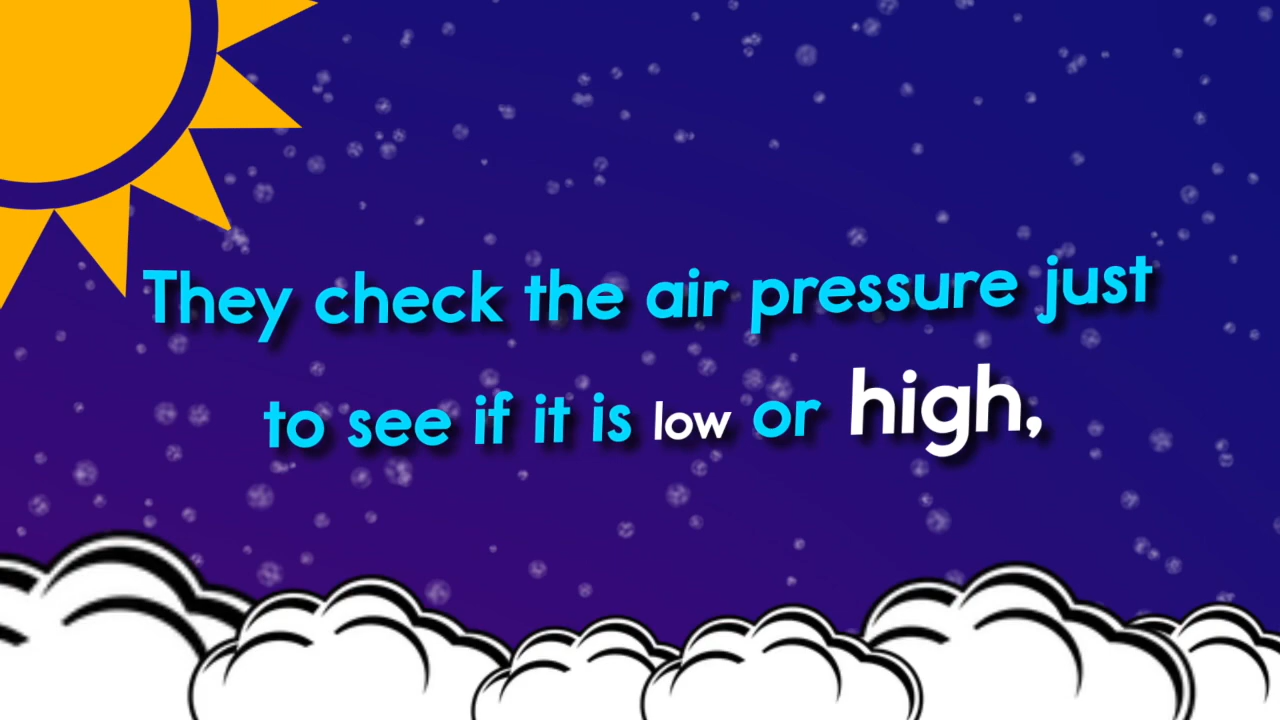 They check the air pressure just
to see if it is low or high,